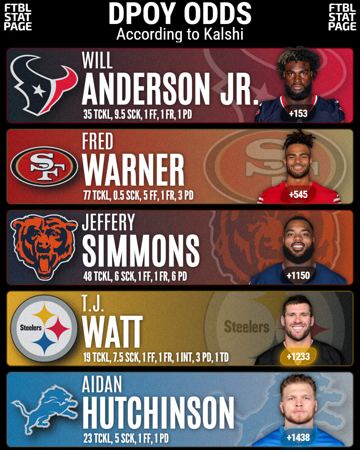 FTBL
STAT
PAGE
DPOY ODDS
According to Kalshi
FTBL
STAT
PAGE
WILL
ANDERSON JR.
35 TCKL, 9.5 SCK, 1 FF, 1 FR, 1 PD
+153
FRED
WARNER
77 TCKL, 0.5 SCK, 5 FF, 1 FR, 3 PD
+545
SF
JEFFERY
SIMMONS
48 TCKL, 6 SCK, 1 FF, 1 FR, 6 PD
+1150
T.J.
WATT
19 TCKL, 7.5 SCK, 1 FF, 1 FR, 1 INT, 3 PD, 1 TD
+1233
Steelers
Steelers
AIDAN
HUTCHINSON
23 TCKL, 5 SCK, 1 FF, 1 PD
+1438